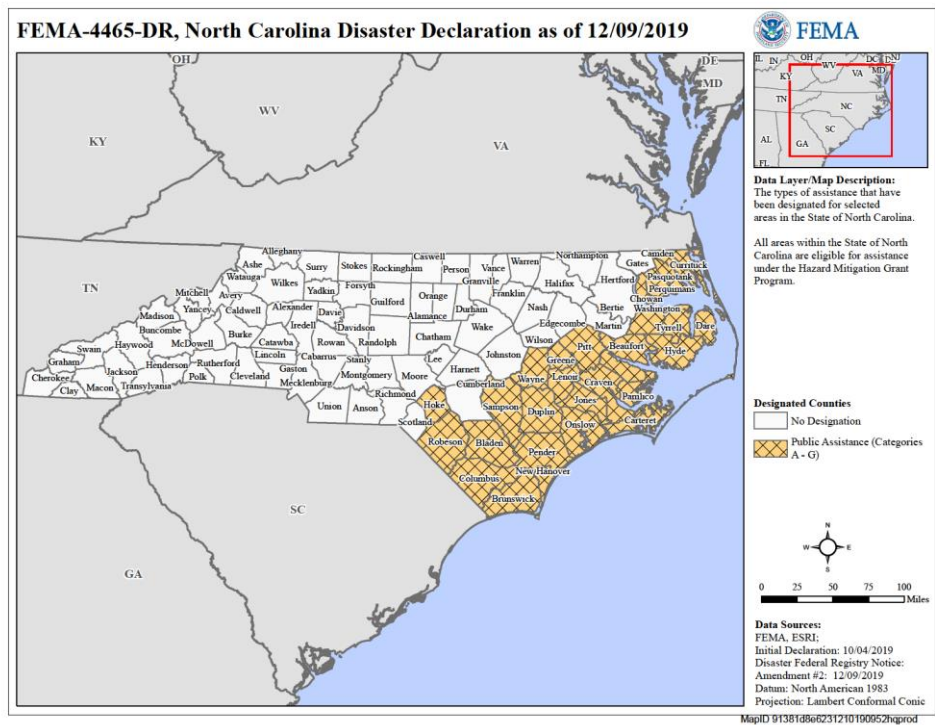 FEMA-4465-DR, North Carolina Disaster Declaration as of 12/09/2019
FEMA
OH
WV
KY
VA
DE
MD
TN
SC
GA
Alleghany
Ashe
Surry
Stokes
Rockingham
Caswell
Person
Granville
Vance
Warren
Northampton
Gates
Camden
Currituck
Pasquotank
Perquimans
Chowan
Hertford
Halifax
Bertie
Watauga
Wilkes
Yadkin
Forsyth
Guilford
Alamance
Orange
Durham
Franklin
Nash
Edgecombe
Martin
Washington
Tyrrell
Dare
Mitchell
Avery
Yancey
Caldwell
Alexander
Davie
Iredell
Davidson
Randolph
Chatham
Wake
Wilson
Pitt
Beaufort
Hyde
Madison
Buncombe
McDowell
Burke
Catawba
Rowan
Haywood
Swain
Graham
Jackson
Henderson
Rutherford
Lincoln
Cabarrus
Stanly
Montgomery
Moore
Lee
Harnett
Johnston
Greene
Wayne
Lenoir
Craven
Pamlico
Cherokee
Clay
Macon
Transylvania
Polk
Cleveland
Gaston
Mecklenburg
Union
Anson
Richmond
Scotland
Hoke
Cumberland
Sampson
Duplin
Jones
Onslow
Carteret
Robeson
Bladen
Pender
New Hanover
Columbus
Brunswick
IL
IN
OH
WV
DC
NJ
KY
VA
MD
TN
NC
SC
AL
GA
FL
Data Layer/Map Description:
The types of assistance that have
been designated for selected
areas in the State of North Carolina.
All areas within the State of North
Carolina are eligible for assistance
under the Hazard Mitigation Grant
Program.
Designated Counties
No Designation
Public Assistance (Categories
A - G)
N
W
E
S
0 25 50 75 100
Miles
Data Sources:
FEMA, ESRI;
Initial Declaration: 10/04/2019
Disaster Federal Registry Notice:
Amendment #2: 12/09/2019
Datum: North American 1983
Projection: Lambert Conformal Conic
MapID 91381d8e6231210190952hqprod